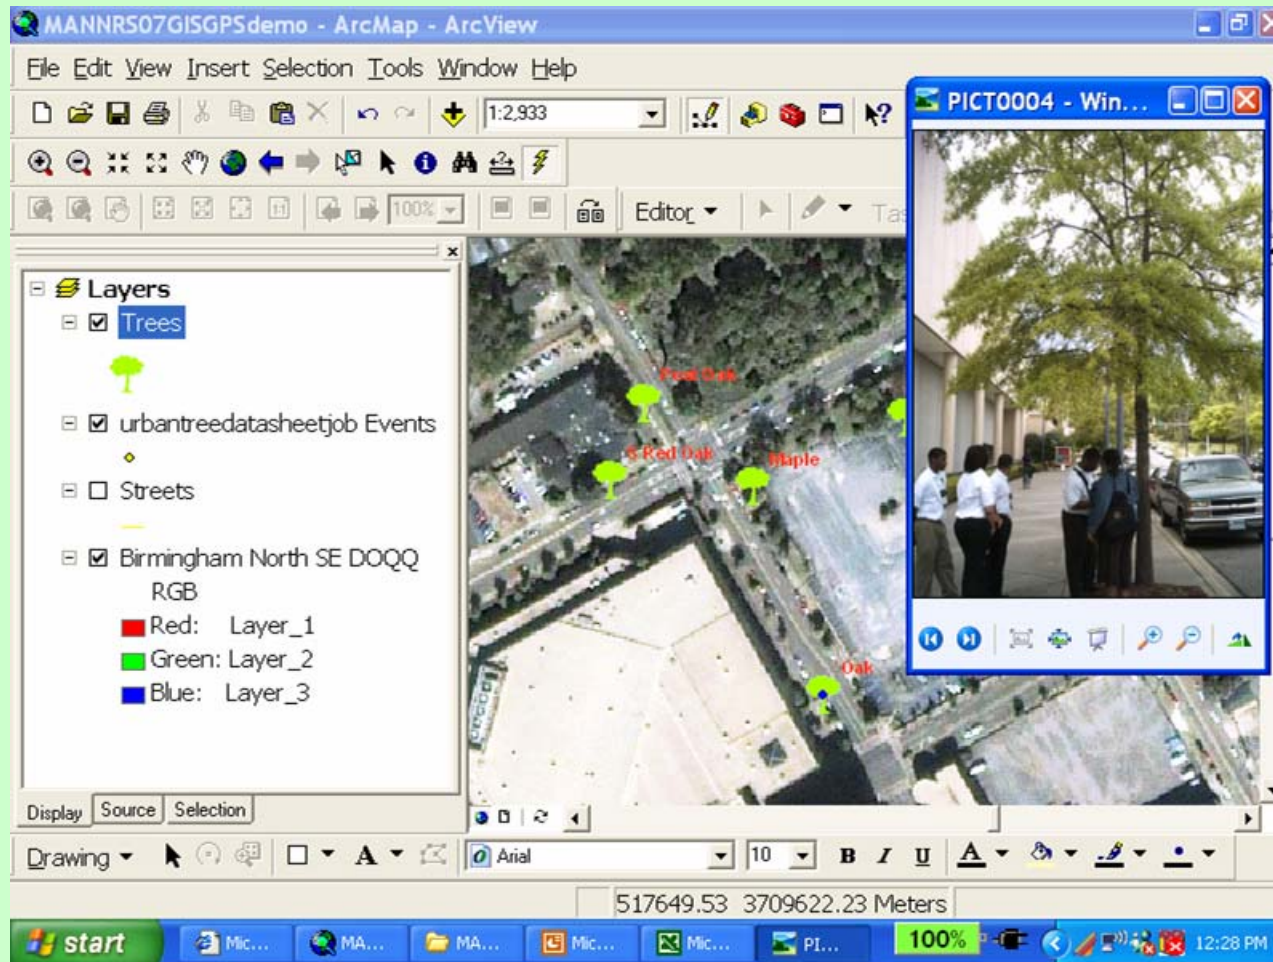 MANNRS07GISGPSdemo - ArcMap - ArcView
File Edit View Insert Selection Tools Window Help
1:2,933
100%
Editor
Layers
Trees
urbantreedatasheetjob Events
Streets
Birmingham North SE DOQQ
RGB
Red: Layer_1
Green: Layer_2
Blue: Layer_3
Display Source Selection
Post Oak
S Red Oak
Maple
Oak
PICT0004 - Win...
Drawing A Arial 10 B I U A
517649.53 3709622.23 Meters
start Mic... MA... MA... Mic... Mic... PI... 100% 12:28 PM